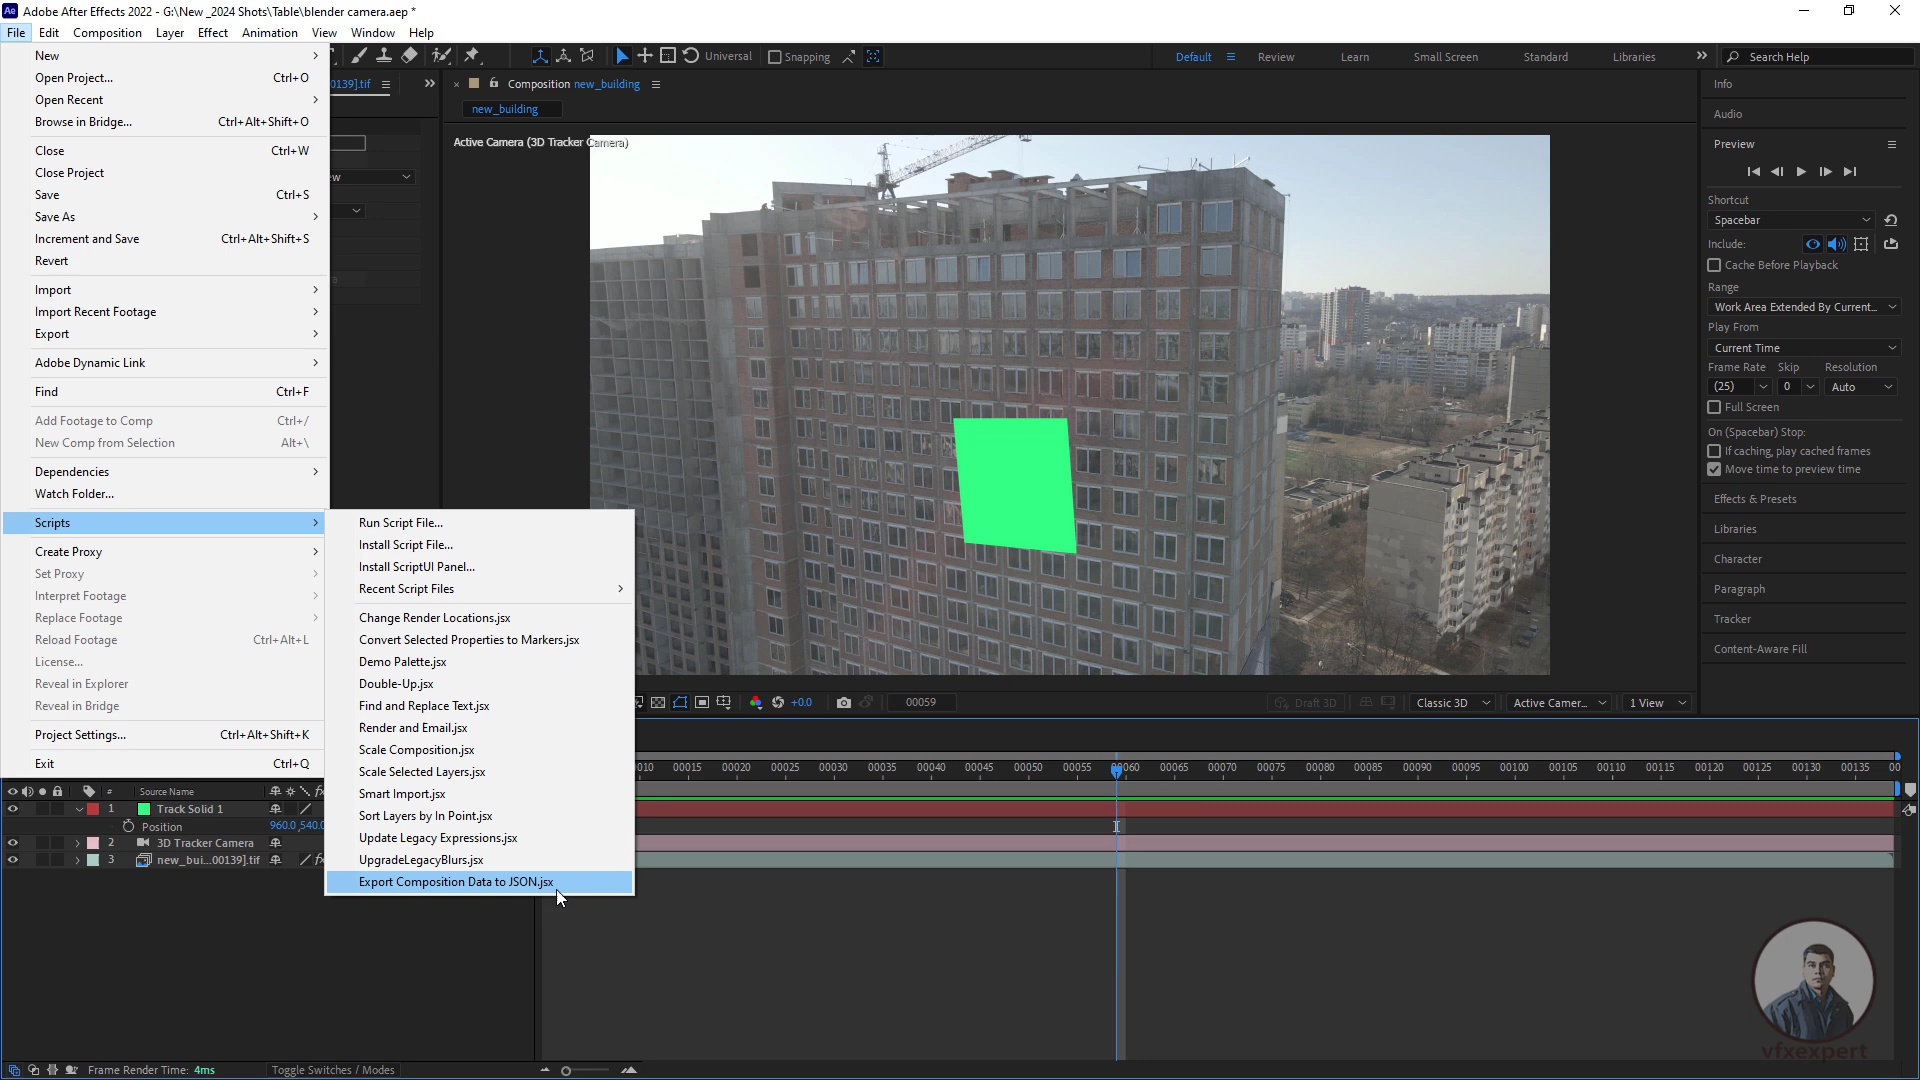 Adobe After Effects 2022 - G:\New _2024 Shots\Table\blender camera.aep *
File Edit Composition Layer Effect Animation View Window Help
Universal Snapping Default Review Learn Small Screen Standard Libraries Search Help
New
Open Project... Ctrl+O
Open Recent
Browse in Bridge... Ctrl+Alt+Shift+O
Close Ctrl+W
Close Project
Save Ctrl+S
Save As
Increment and Save Ctrl+Alt+Shift+S
Revert
Import
Import Recent Footage
Export
Adobe Dynamic Link
Find Ctrl+F
Add Footage to Comp Ctrl+/
New Comp from Selection Alt+\
Dependencies
Watch Folder...
Scripts
Create Proxy
Set Proxy
Interpret Footage
Replace Footage
Reload Footage Ctrl+Alt+L
License...
Reveal in Explorer
Reveal in Bridge
Project Settings... Ctrl+Alt+Shift+K
Exit Ctrl+Q
Run Script File...
Install Script File...
Install ScriptUI Panel...
Recent Script Files
Change Render Locations.jsx
Convert Selected Properties to Markers.jsx
Demo Palette.jsx
Double-Up.jsx
Find and Replace Text.jsx
Render and Email.jsx
Scale Composition.jsx
Scale Selected Layers.jsx
Smart Import.jsx
Sort Layers by In Point.jsx
Update Legacy Expressions.jsx
UpgradeLegacyBlurs.jsx
Export Composition Data to JSON.jsx
00139].tif
Composition new_building
new_building
Active Camera (3D Tracker Camera)
+0.0 00059 Draft 3D Classic 3D Active Camer... 1 View
Info
Audio
Preview
Shortcut
Spacebar
Include:
Cache Before Playback
Range
Work Area Extended By Current...
Play From
Current Time
Frame Rate Skip Resolution
(25) 0 Auto
Full Screen
On (Spacebar) Stop:
If caching, play cached frames
Move time to preview time
Effects & Presets
Libraries
Character
Paragraph
Tracker
Content-Aware Fill
010 00015 00020 00025 00030 00035 00040 00045 00050 00055 00060 00065 00070 00075 00080 00085 00090 00095 00100 00105 00110 00115 00120 00125 00130 00135 00
# Source Name
1 Track Solid 1
Position 960.0,540.0
2 3D Tracker Camera
3 new_bui...00139].tif
Frame Render Time: 4ms Toggle Switches / Modes
vfxexpert